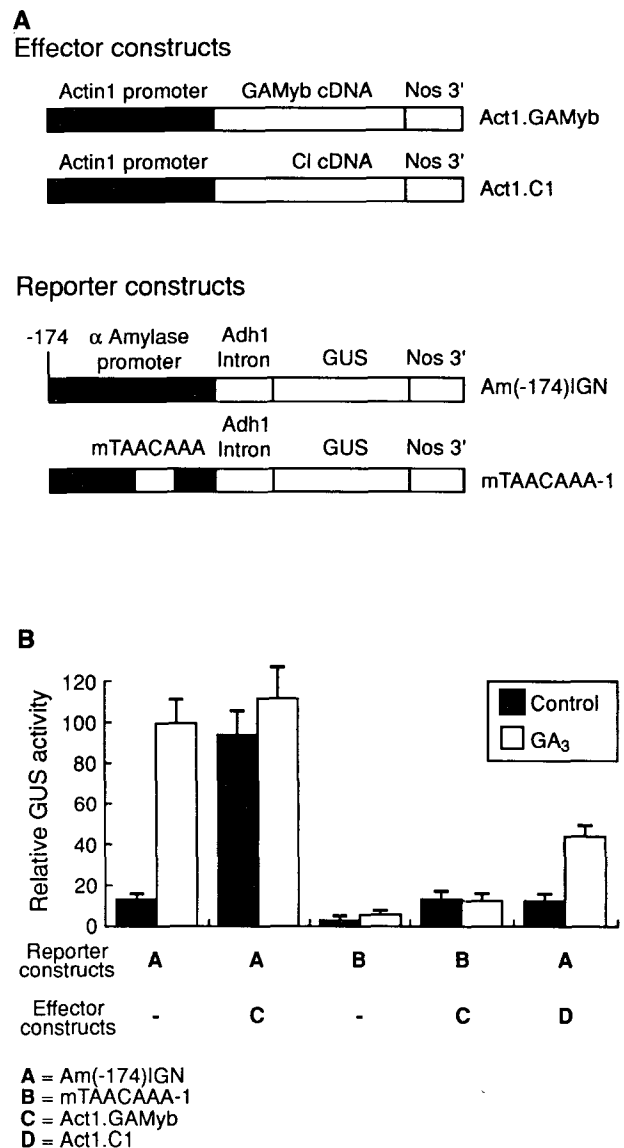 A
Effector constructs
Actin1 promoter GAMyb cDNA Nos 3'
Act1.GAMyb
Actin1 promoter Cl cDNA Nos 3'
Act1.C1
Reporter constructs
-174 α Amylase promoter Adh1 Intron GUS Nos 3'
Am(-174)IGN
mTAACAAA Adh1 Intron GUS Nos 3'
mTAACAAA-1
B
Relative GUS activity
120
100
80
60
40
20
0
Control
GA3
Reporter constructs A A B B A
Effector constructs - C - C D
A = Am(-174)IGN
B = mTAACAAA-1
C = Act1.GAMyb
D = Act1.C1